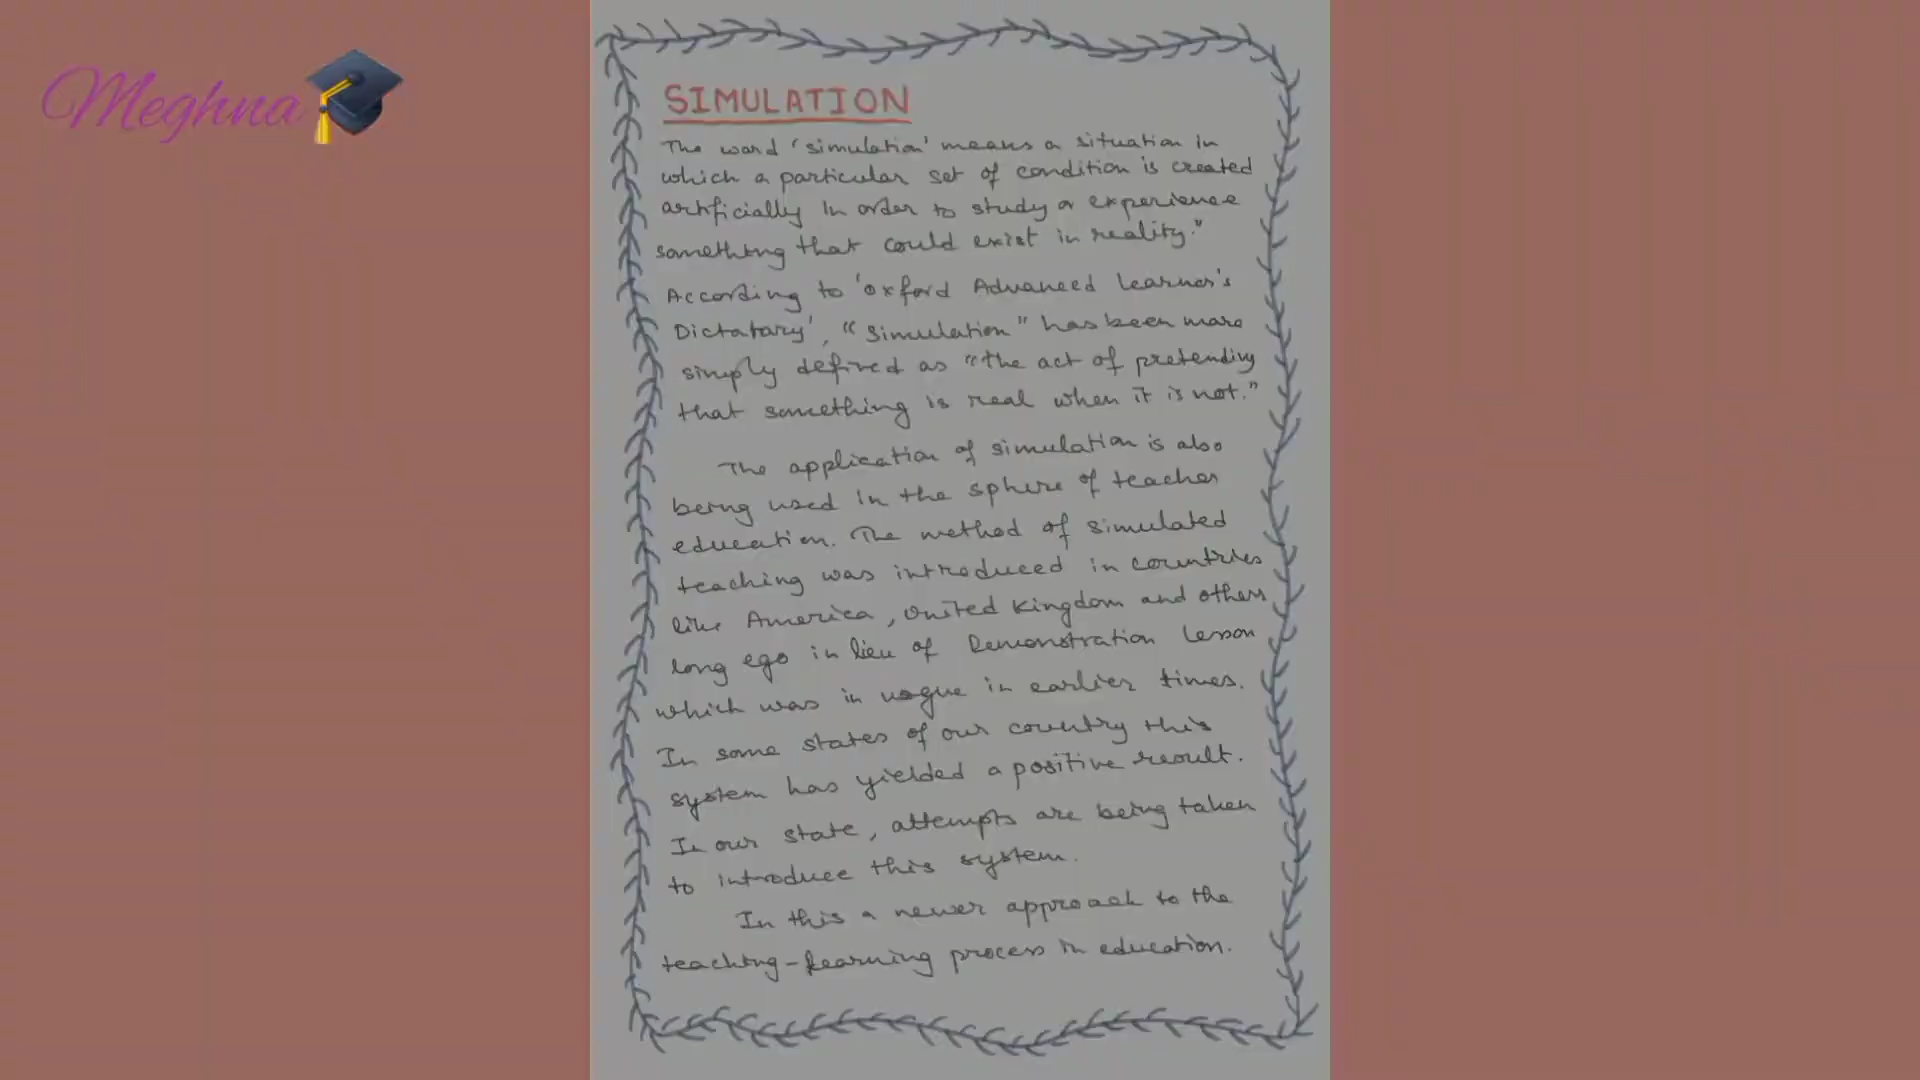 Meghna
SIMULATION
The word 'simulation' means a situation in
which a particular set of condition is created
artificially in order to study or experience
something that could exist in reality."
According to 'Oxford Advanced Learner's
Dictatary', "Simulation" has been more
simply defined as "the act of pretending
that something is real when it is not."
The application of simulation is also
being used in the sphere of teacher
education. The method of simulated
teaching was introduced in countries
like America, United Kingdom and others
long ego in lieu of Demonstration Lesson
which was in vogue in earlier times.
In some states of our country this
system has yielded a positive result.
In our state, attempts are being taken
to introduce this system.
In this a newer approach to the
teaching-learning process in education.